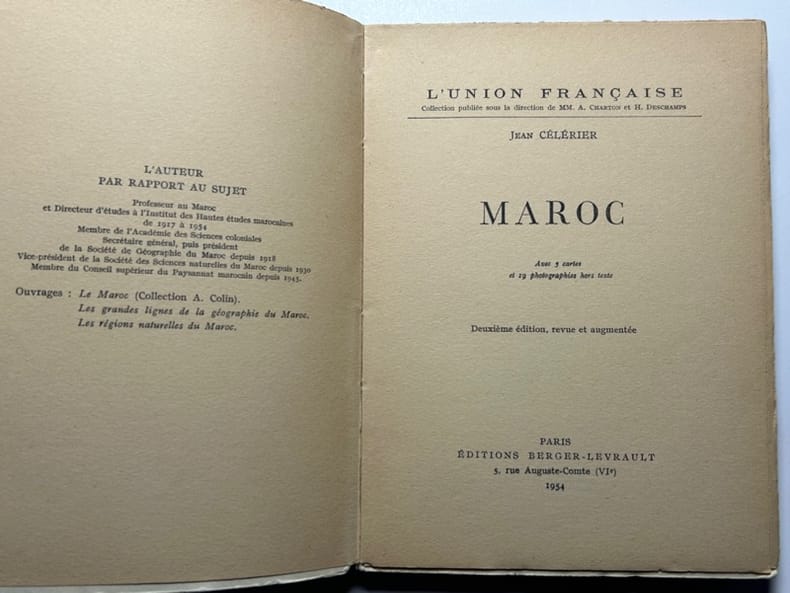 L'AUTEUR
PAR RAPPORT AU SUJET
Professeur au Maroc
et Directeur d'études à l'Institut des Hautes études marocaines
de 1917 à 1954
Membre de l'Académie des Sciences coloniales
Secrétaire général, puis président
de la Société de Géographie du Maroc depuis 1918
Vice-président de la Société des Sciences naturelles du Maroc depuis 1930
Membre du Conseil supérieur du Paysannat marocain depuis 1945.
Ouvrages : Le Maroc (Collection A. Colin).
Les grandes lignes de la géographie du Maroc.
Les régions naturelles du Maroc.
L'UNION FRANÇAISE
Collection publiée sous la direction de MM. A. CHARTON et H. DESCHAMPS
JEAN CÉLÉRIER
MAROC
Avec 5 cartes
et 19 photographies hors texte
Deuxième édition, revue et augmentée
PARIS
ÉDITIONS BERGER-LEVRAULT
5, rue Auguste-Comte (VIe)
1954